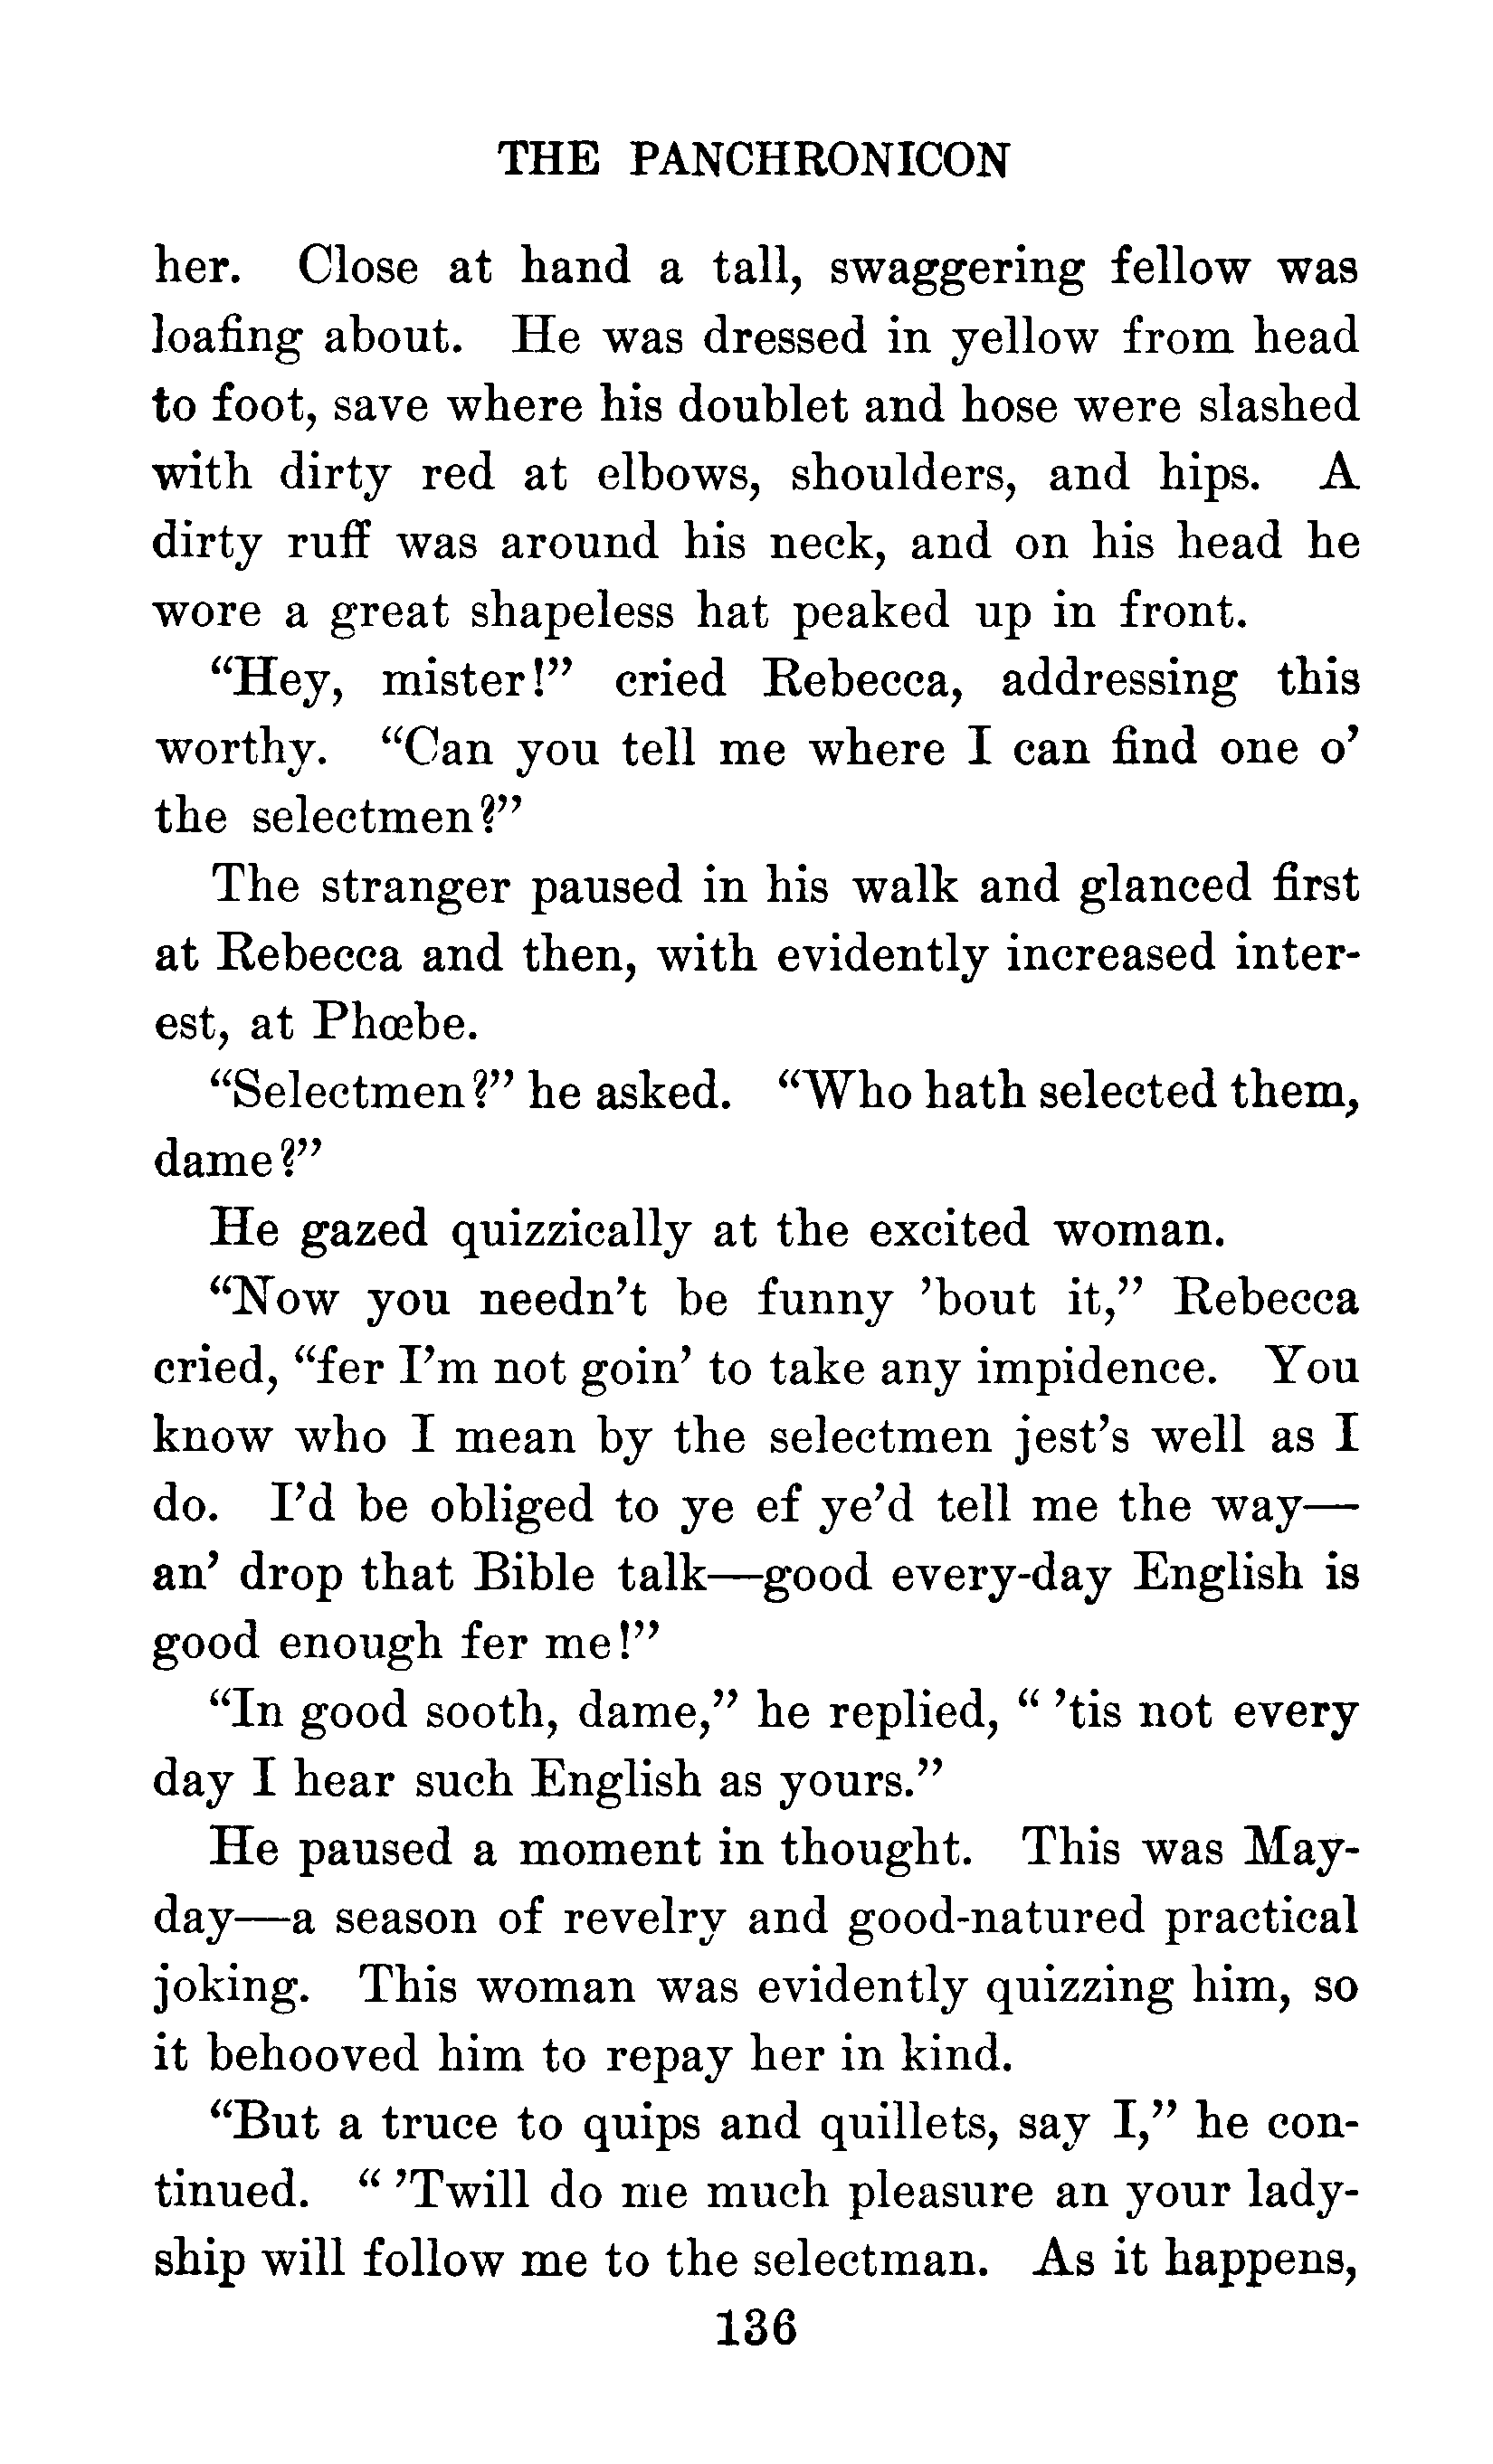 THE PANCHRONICON
her. Close at hand a tall, swaggering fellow was
loafing about. He was dressed in yellow from head
to foot, save where his doublet and hose were slashed
with dirty red at elbows, shoulders, and hips. A
dirty ruff was around his neck, and on his head he
wore a great shapeless hat peaked up in front.
“Hey, mister!” cried Rebecca, addressing this
worthy. “Can you tell me where I can find one o’
the selectmen?”
The stranger paused in his walk and glanced first
at Rebecca and then, with evidently increased inter-
est, at Phœbe.
“Selectmen?” he asked. “Who hath selected them,
dame?”
He gazed quizzically at the excited woman.
“Now you needn’t be funny ’bout it,” Rebecca
cried, “fer I’m not goin’ to take any impidence. You
know who I mean by the selectmen jest’s well as I
do. I’d be obliged to ye ef ye’d tell me the way—
an’ drop that Bible talk—good every-day English is
good enough fer me!”
“In good sooth, dame,” he replied, “ ’tis not every
day I hear such English as yours.”
He paused a moment in thought. This was May-
day—a season of revelry and good-natured practical
joking. This woman was evidently quizzing him, so
it behooved him to repay her in kind.
“But a truce to quips and quillets, say I,” he con-
tinued. “ ’Twill do me much pleasure an your lady-
ship will follow me to the selectman. As it happens,
136